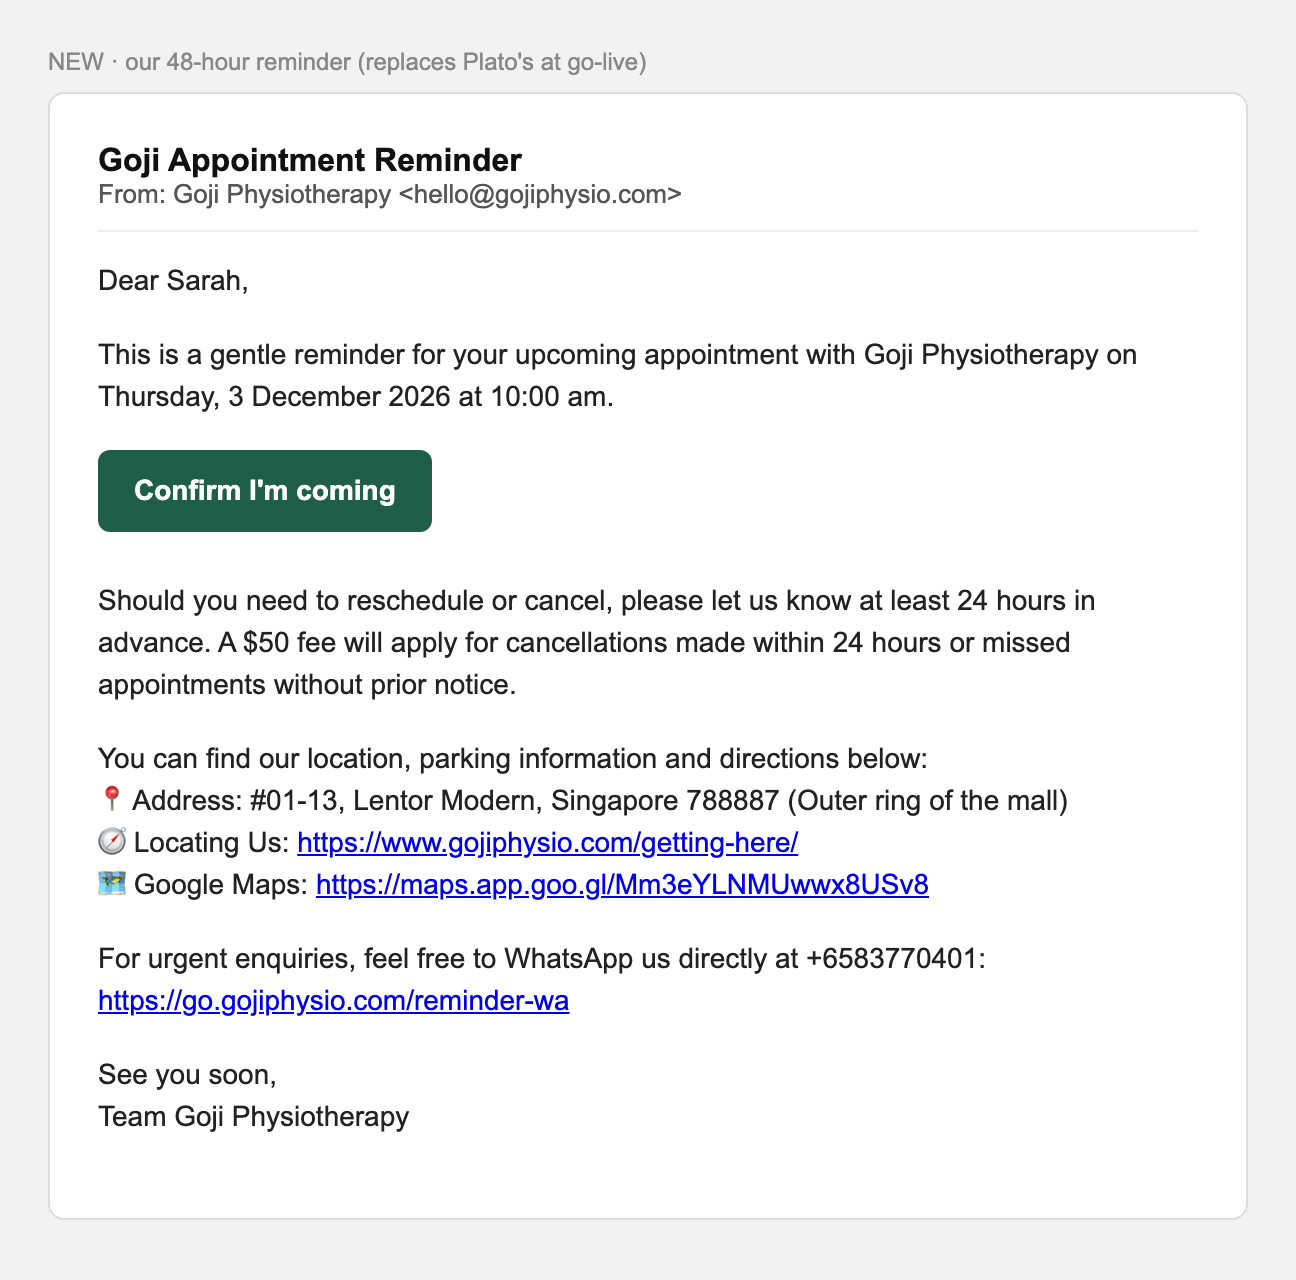 NEW · our 48-hour reminder (replaces Plato's at go-live)
Goji Appointment Reminder
From: Goji Physiotherapy <hello@gojiphysio.com>
Dear Sarah,
This is a gentle reminder for your upcoming appointment with Goji Physiotherapy on
Thursday, 3 December 2026 at 10:00 am.
Confirm I'm coming
Should you need to reschedule or cancel, please let us know at least 24 hours in
advance. A $50 fee will apply for cancellations made within 24 hours or missed
appointments without prior notice.
You can find our location, parking information and directions below:
📍 Address: #01-13, Lentor Modern, Singapore 788887 (Outer ring of the mall)
🧭 Locating Us: https://www.gojiphysio.com/getting-here/
🗺️ Google Maps: https://maps.app.goo.gl/Mm3eYLNMUwwx8USv8
For urgent enquiries, feel free to WhatsApp us directly at +6583770401:
https://go.gojiphysio.com/reminder-wa
See you soon,
Team Goji Physiotherapy